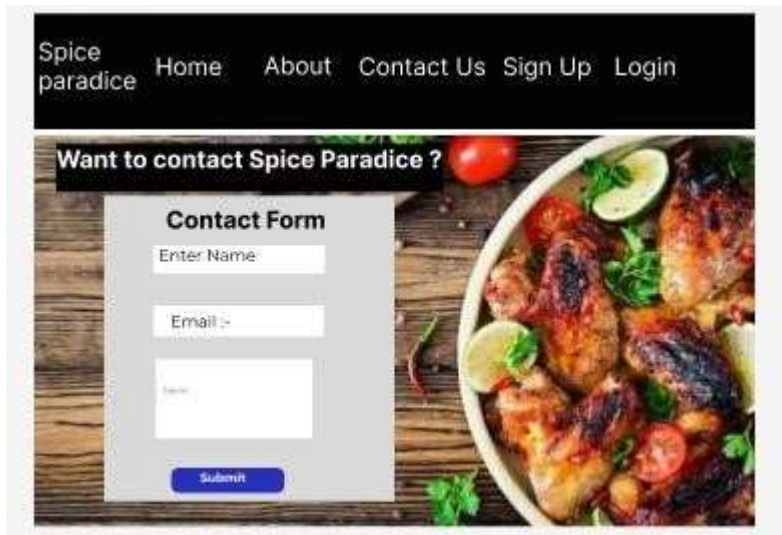 Spice
paradice
Home About Contact Us Sign Up Login
Want to contact Spice Paradice ?
Contact Form
Enter Name
Email :-
Submit